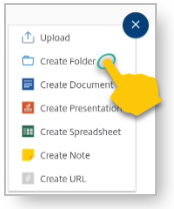 Upload
Create Folder
Create Document
Create Presentation
Create Spreadsheet
Create Note
Create URL